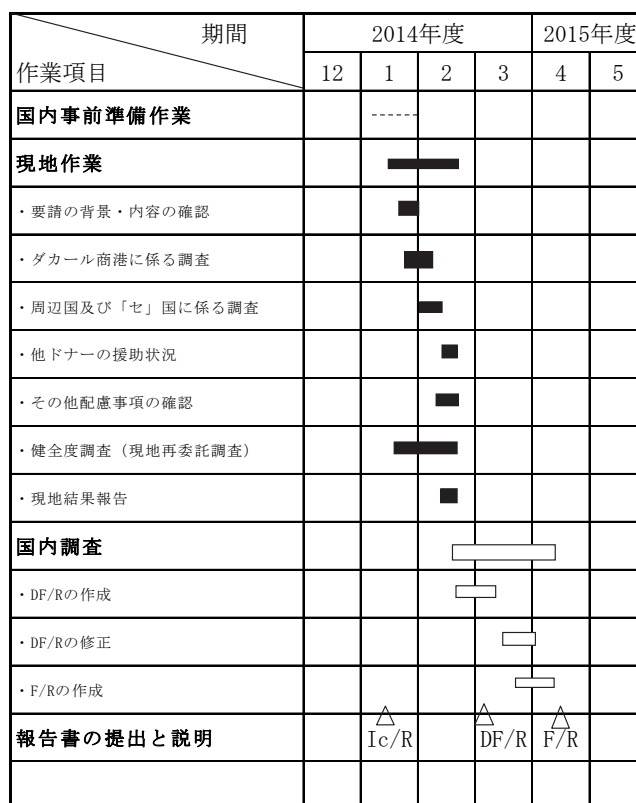 期間
2014年度 2015年度
作業項目
12 1 2 3 4 5
国内事前準備作業
現地作業
・要請の背景・内容の確認
・ダカール商港に係る調査
・周辺国及び「セ」国に係る調査
・他ドナーの援助状況
・その他配慮事項の確認
・健全度調査（現地再委託調査）
・現地結果報告
国内調査
・DF/Rの作成
・DF/Rの修正
・F/Rの作成
報告書の提出と説明 Ic/R DF/R F/R